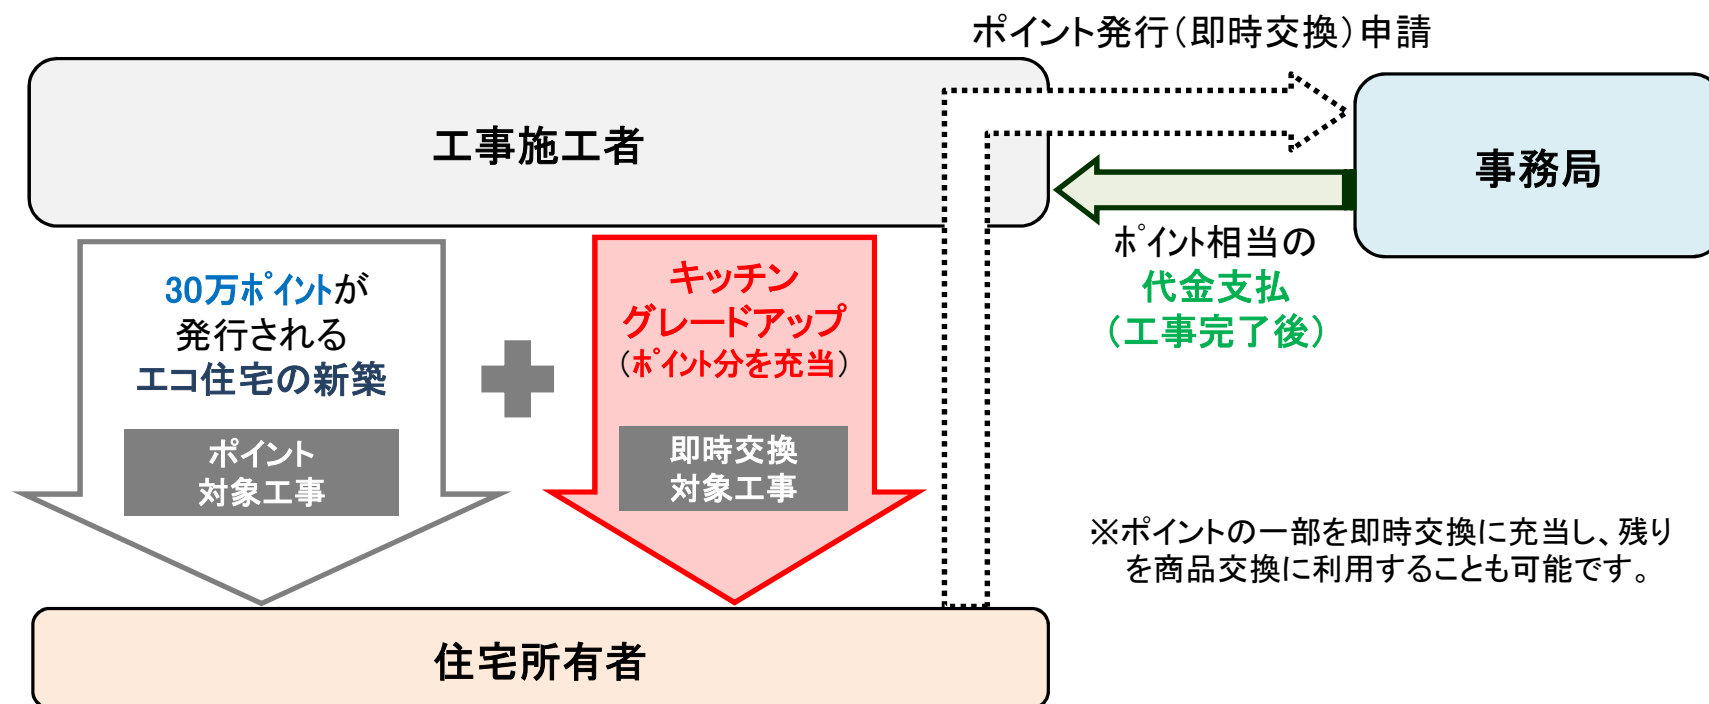 ポイント発行（即時交換）申請
工事施工者
事務局
ポイント相当の
代金支払
（工事完了後）
30万ポイントが
発行される
エコ住宅の新築
ポイント
対象工事
キッチン
グレードアップ
（ポイント分を充当）
即時交換
対象工事
※ポイントの一部を即時交換に充当し、残り
を商品交換に利用することも可能です。
住宅所有者